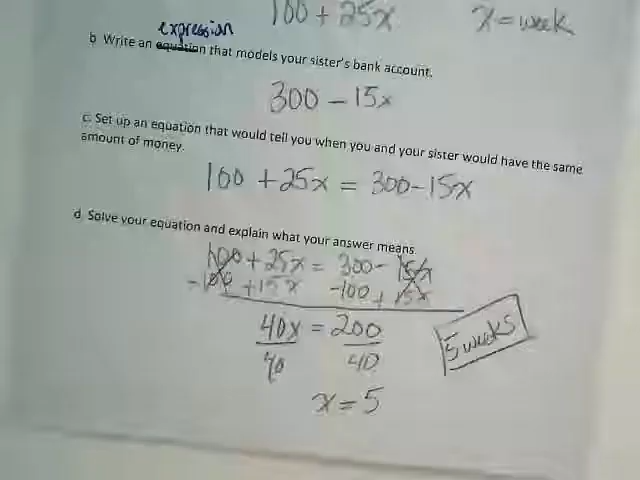 100 + 25x    x = week
expression
b Write an equation that models your sister's bank account.
300 - 15x
c. Set up an equation that would tell you when you and your sister would have the same
amount of money.
100 + 25x = 300 - 15x
d. Solve your equation and explain what your answer means.
100 + 25x = 300 - 15x
-100 + 15x  -100 + 15x
40x = 200
40    40
5 weeks
x = 5